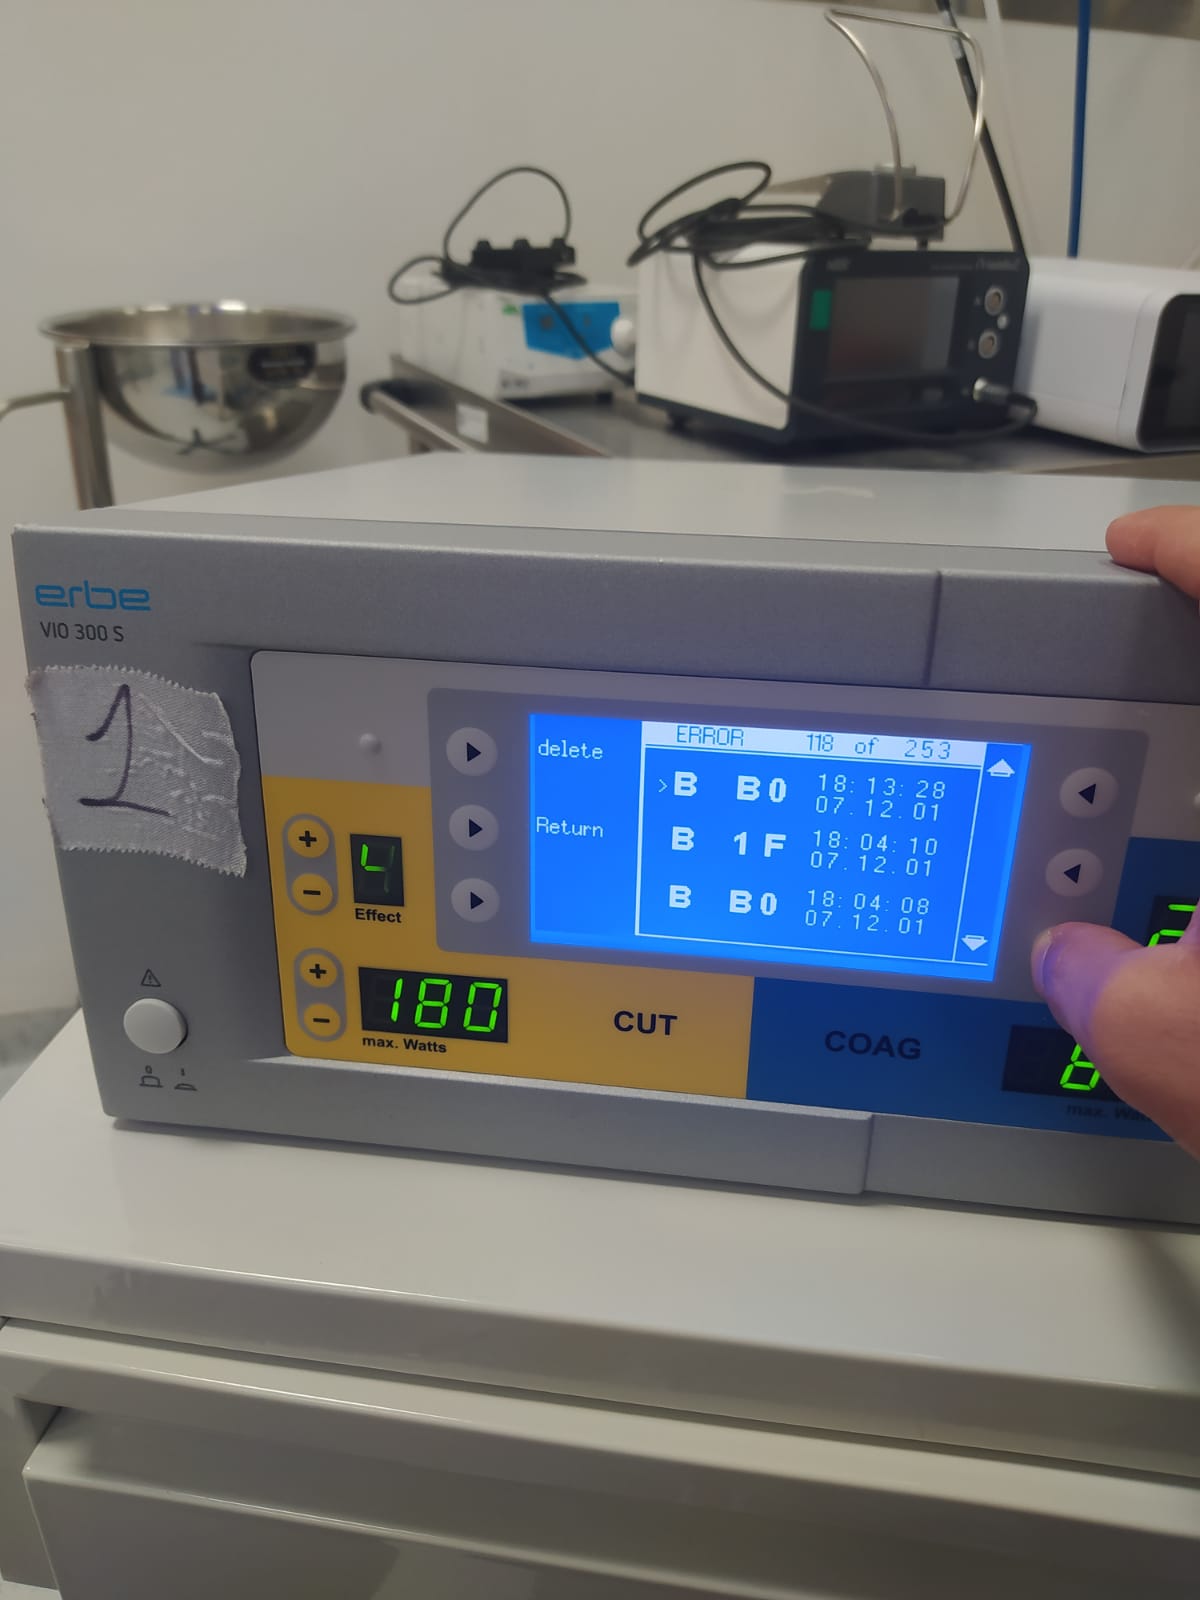 erbe
VIO 300 S
1
delete
Return
ERROR 118 of 253
>B B0 18:13:28
07.12.01
B 1F 18:04:10
07.12.01
B B0 18:04:08
07.12.01
+
-
4
Effect
+
-
180
max. Watts
CUT
COAG
6
max.